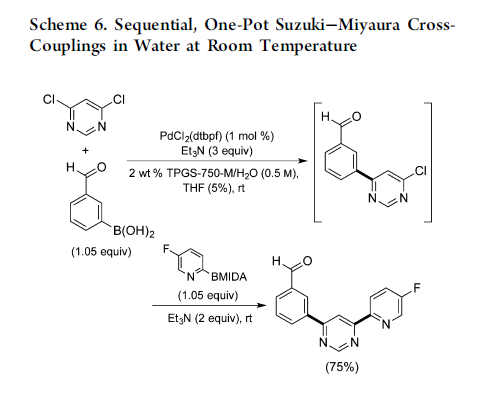 Scheme 6. Sequential, One-Pot Suzuki−Miyaura Cross-
Couplings in Water at Room Temperature
Cl
Cl
N
N
+
H
O
B(OH)2
(1.05 equiv)
PdCl2(dtbpf) (1 mol %)
Et3N (3 equiv)
2 wt % TPGS-750-M/H2O (0.5 M),
THF (5%), rt
H
O
Cl
N
N
F
N
BMIDA
(1.05 equiv)
Et3N (2 equiv), rt
H
O
F
N
N
N
(75%)